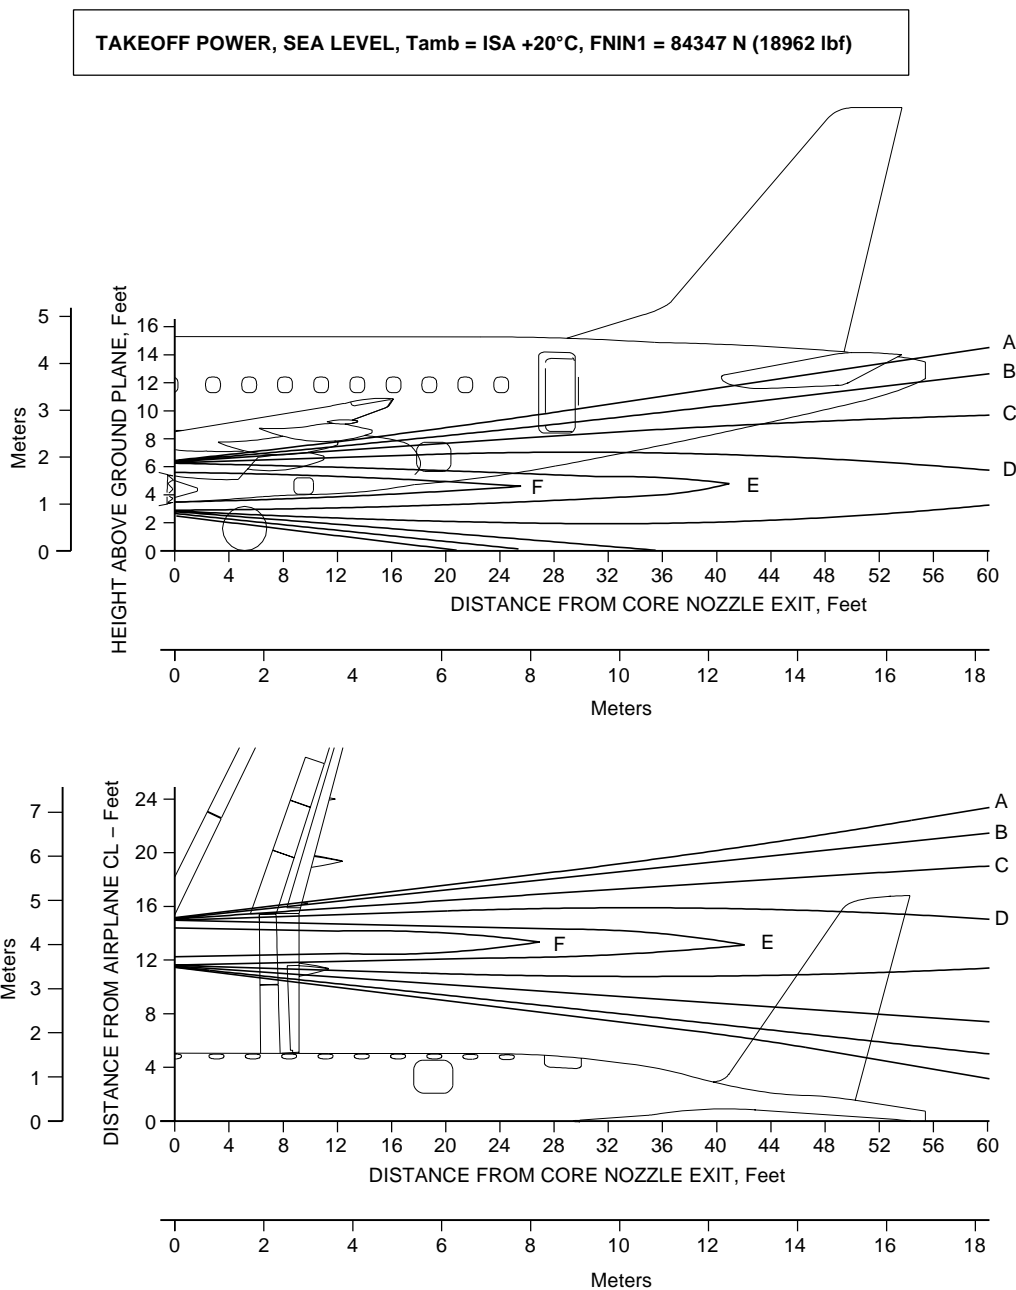 TAKEOFF POWER, SEA LEVEL, Tamb = ISA +20°C, FNIN1 = 84347 N (18962 lbf)
HEIGHT ABOVE GROUND PLANE, Feet
Meters
5
4
3
2
1
0
16
14
12
10
8
6
4
2
0
A
B
C
D
E
F
0 4 8 12 16 20 24 28 32 36 40 44 48 52 56 60
DISTANCE FROM CORE NOZZLE EXIT, Feet
0 2 4 6 8 10 12 14 16 18
Meters
DISTANCE FROM AIRPLANE CL – Feet
Meters
7
6
5
4
3
2
1
0
24
20
16
12
8
4
0
A
B
C
D
E
F
0 4 8 12 16 20 24 28 32 36 40 44 48 52 56 60
DISTANCE FROM CORE NOZZLE EXIT, Feet
0 2 4 6 8 10 12 14 16 18
Meters